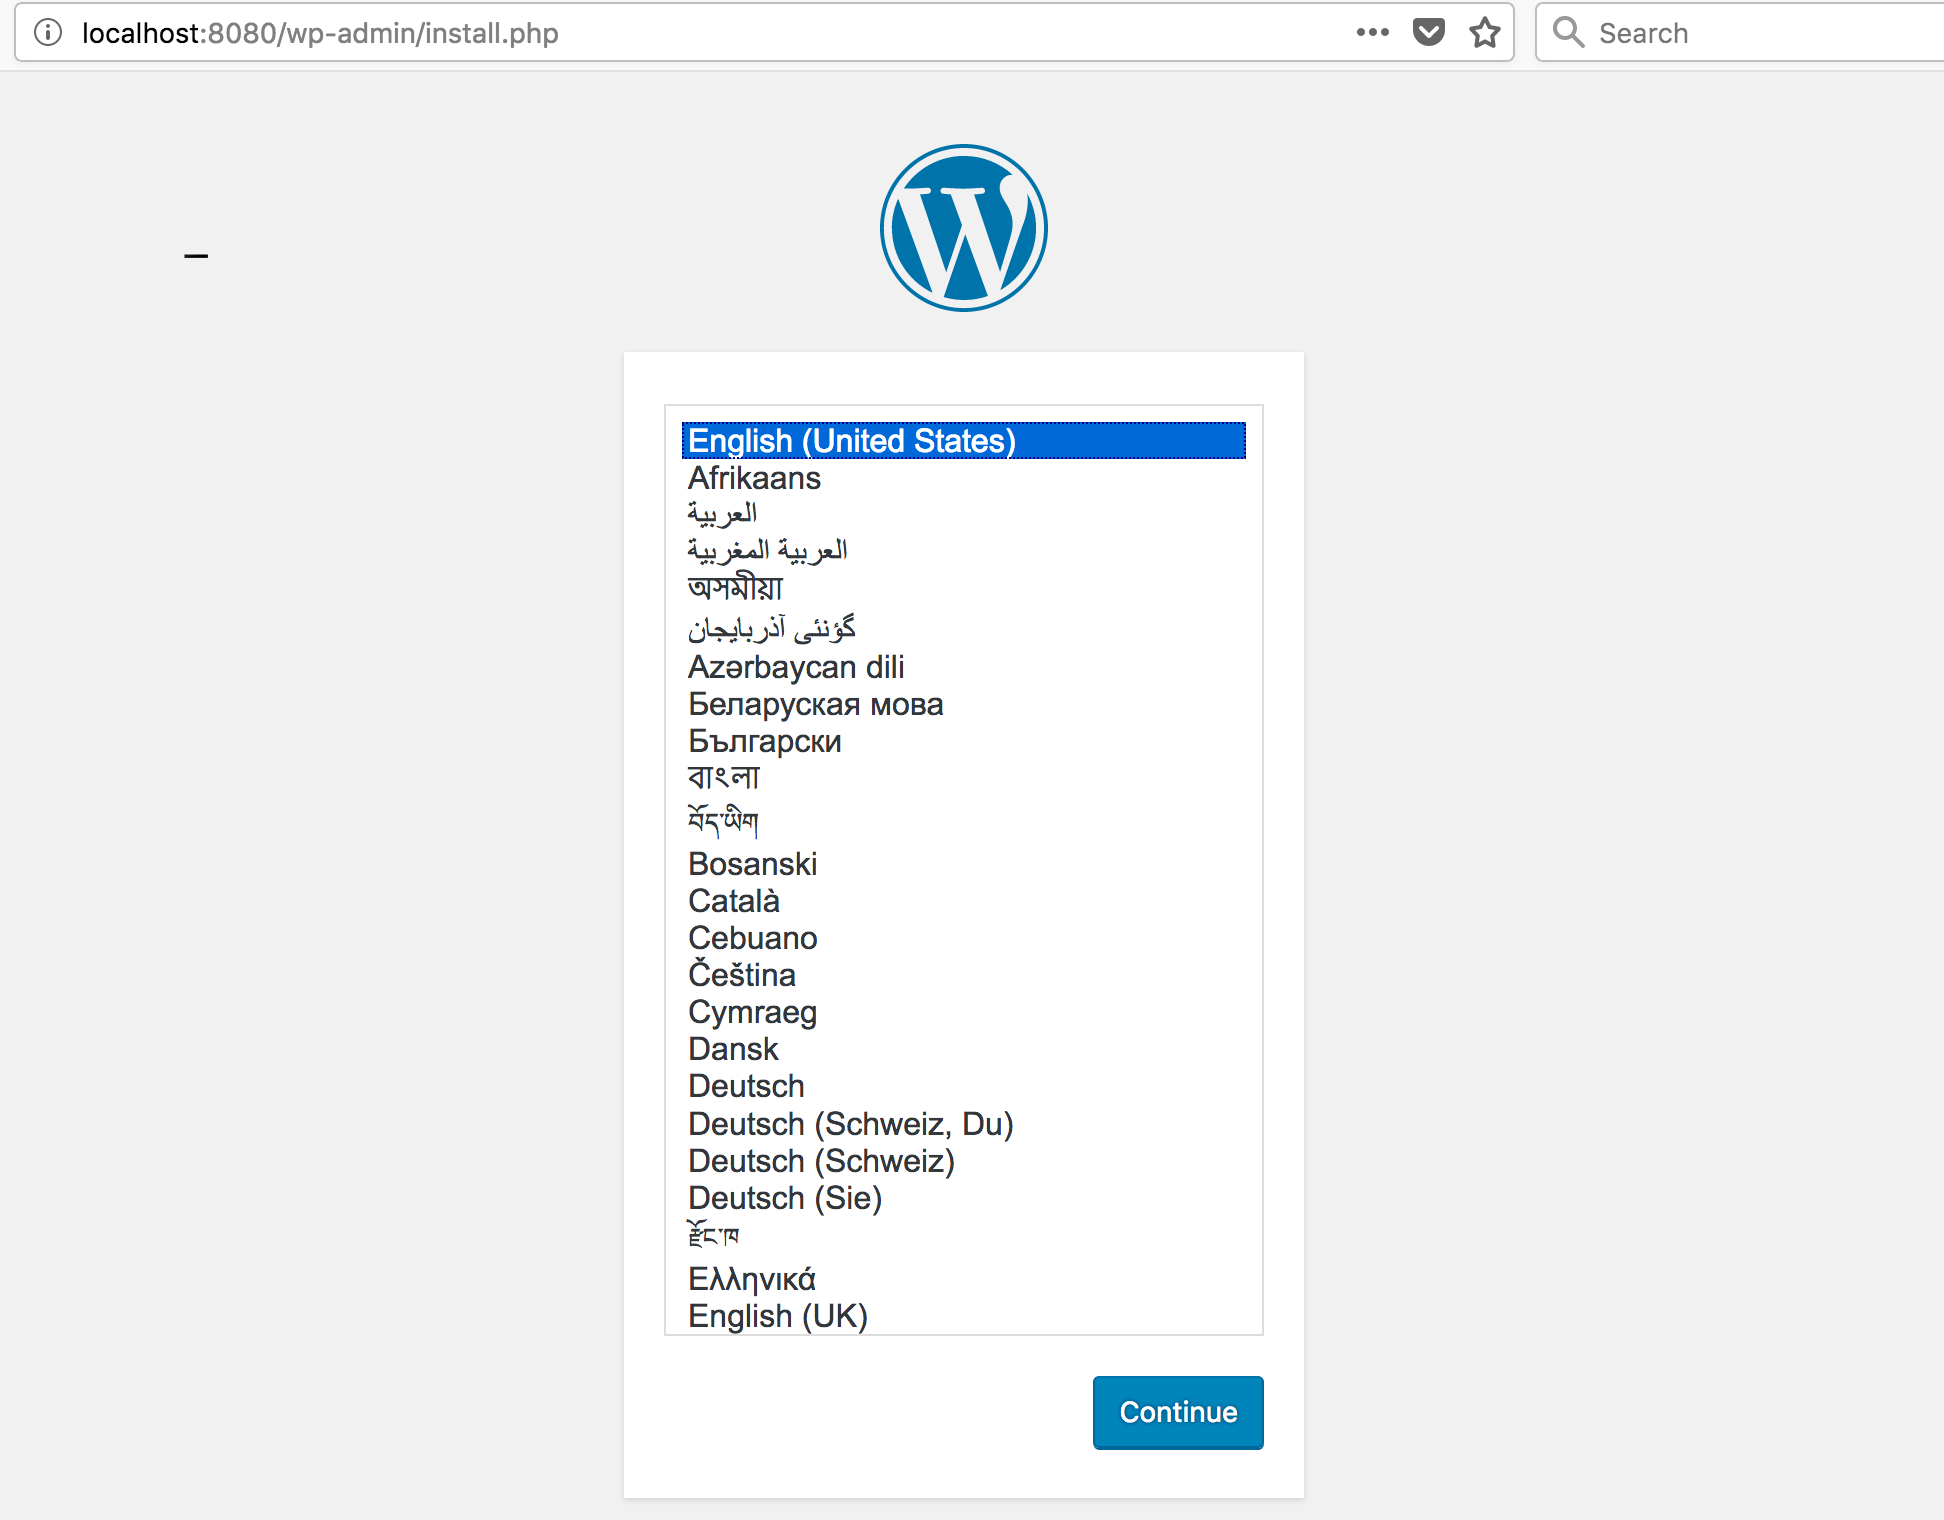 localhost:8080/wp-admin/install.php
Search
English (United States)
Afrikaans
العربية
العربية المغربية
অসমীয়া
گؤنئی آذربایجان
Azərbaycan dili
Беларуская мова
Български
বাংলা
བོད་ཡིག
Bosanski
Català
Cebuano
Čeština
Cymraeg
Dansk
Deutsch
Deutsch (Schweiz, Du)
Deutsch (Schweiz)
Deutsch (Sie)
རྫོང་ཁ
Ελληνικά
English (UK)
Continue